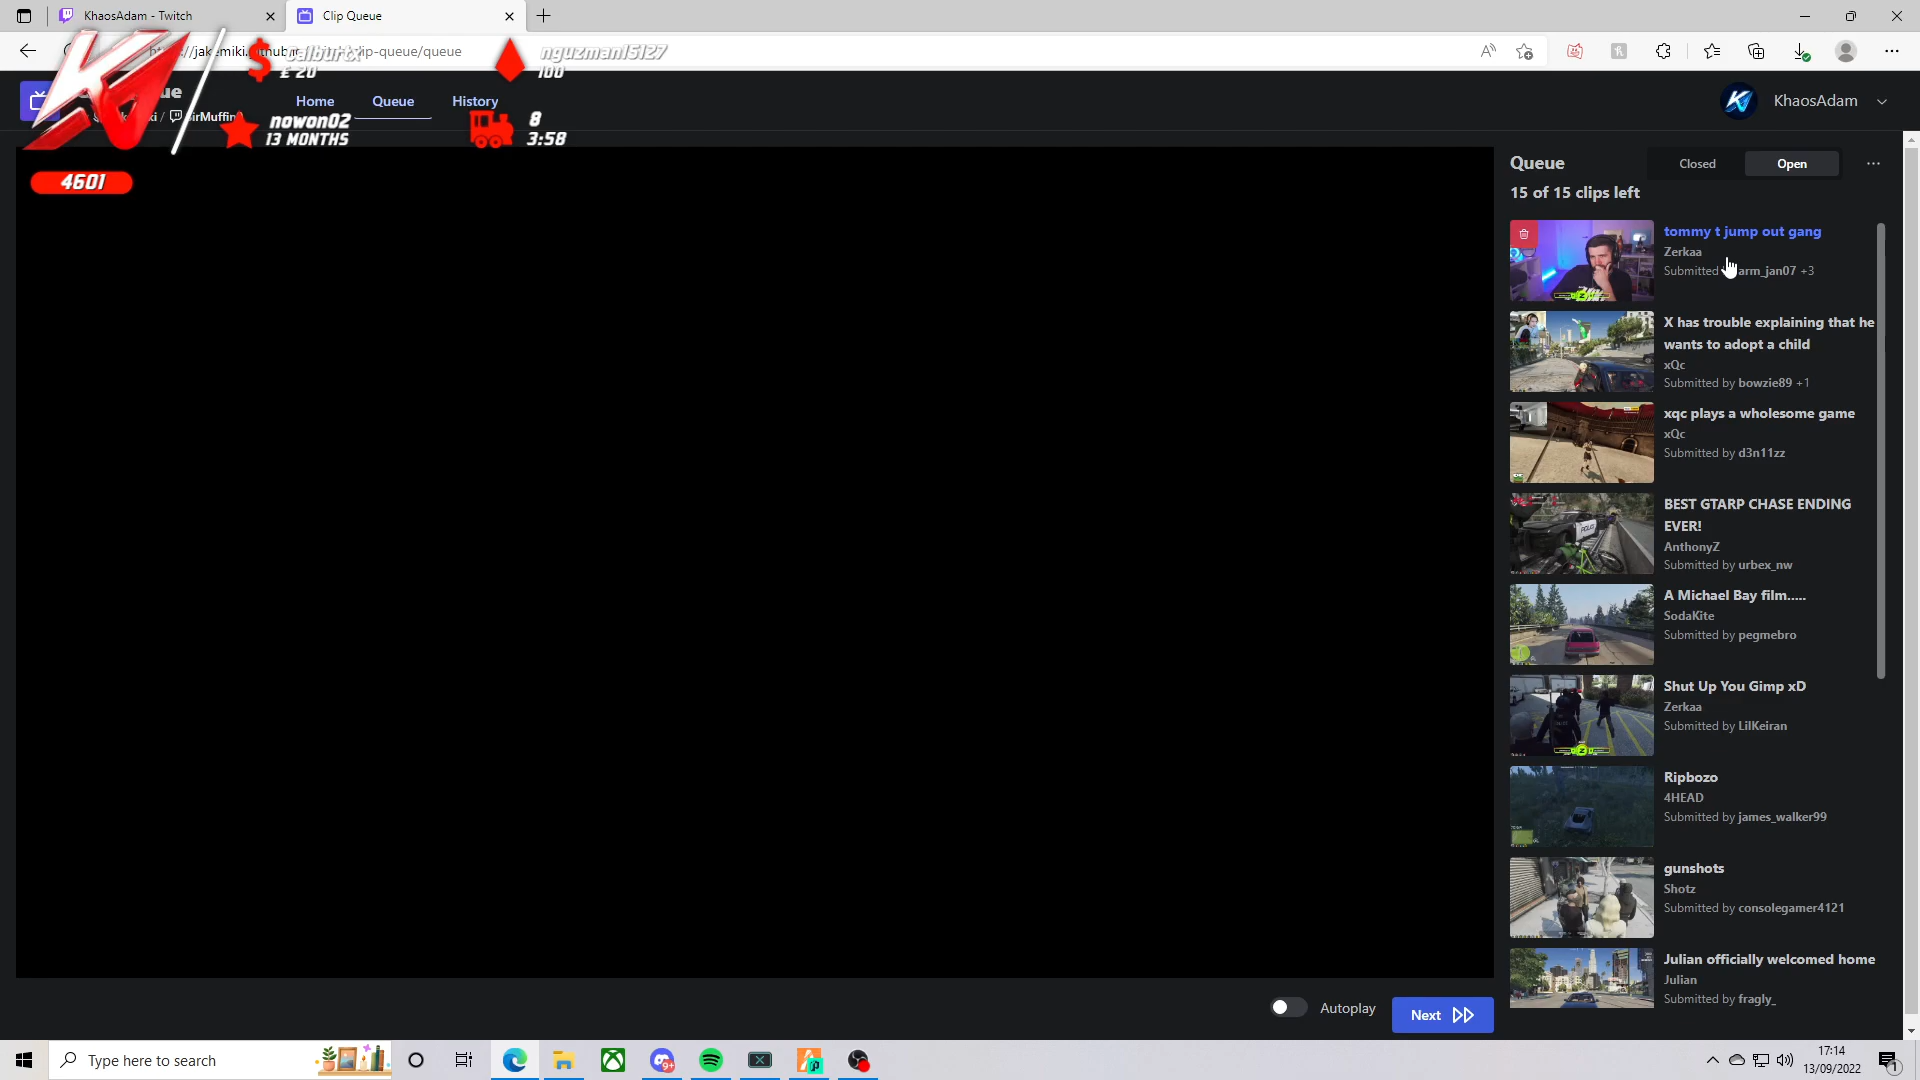 KhaosAdam - Twitch
Clip Queue
calburtx
£ 20
nguzman15127
100
Home
Queue
History
nowon02
13 MONTHS
8
3:58
4601
KhaosAdam
Queue
Closed
Open
15 of 15 clips left
tommy t jump out gang
Zerkaa
Submitted arm_jan07 +3
X has trouble explaining that he
wants to adopt a child
xQc
Submitted by bowzie89 +1
xqc plays a wholesome game
xQc
Submitted by d3n11zz
BEST GTARP CHASE ENDING
EVER!
AnthonyZ
Submitted by urbex_nw
A Michael Bay film.....
SodaKite
Submitted by pegmebro
Shut Up You Gimp xD
Zerkaa
Submitted by LilKeiran
Ripbozo
4HEAD
Submitted by james_walker99
gunshots
Shotz
Submitted by consolegamer4121
Julian officially welcomed home
Julian
Submitted by fragly_
Autoplay
Next
Type here to search
17:14
13/09/2022